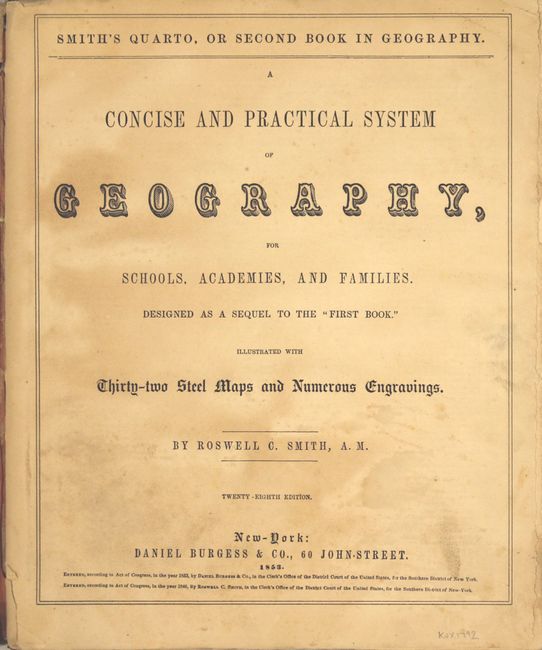 SMITH'S QUARTO, OR SECOND BOOK IN GEOGRAPHY.
A
CONCISE AND PRACTICAL SYSTEM
OF
GEOGRAPHY,
FOR
SCHOOLS, ACADEMIES, AND FAMILIES.
DESIGNED AS A SEQUEL TO THE "FIRST BOOK."
ILLUSTRATED WITH
Thirty-two Steel Maps and Numerous Engravings.
BY ROSWELL C. SMITH, A. M.
TWENTY-EIGHTH EDITION.
New-York:
DANIEL BURGESS & CO., 60 JOHN-STREET.
1853.
ENTERED, according to Act of Congress, in the year 1853, by DANIEL BURGESS & Co., in the Clerk's Office of the District Court of the United States, for the Southern District of New York.
ENTERED, according to Act of Congress, in the year by ROSWELL C. SMITH, in the Clerk's Office of the District Court of the United States, for the Southern District of New-York.